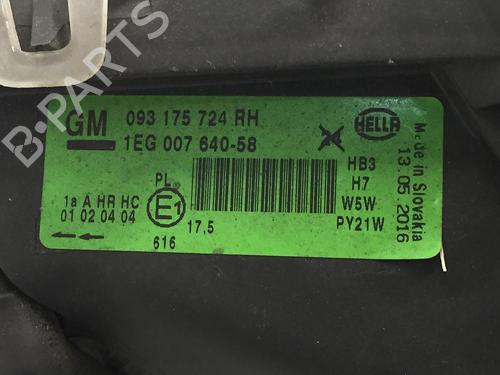 B-PARTS
GM 093 175 724 RH
1EG 007 640-58
HELLA
Made in Slovakia
13 05 2016
HB3
H7
W5W
PY21W
PL
1a A HR HC
01 02 04 04
E1
17,5
616